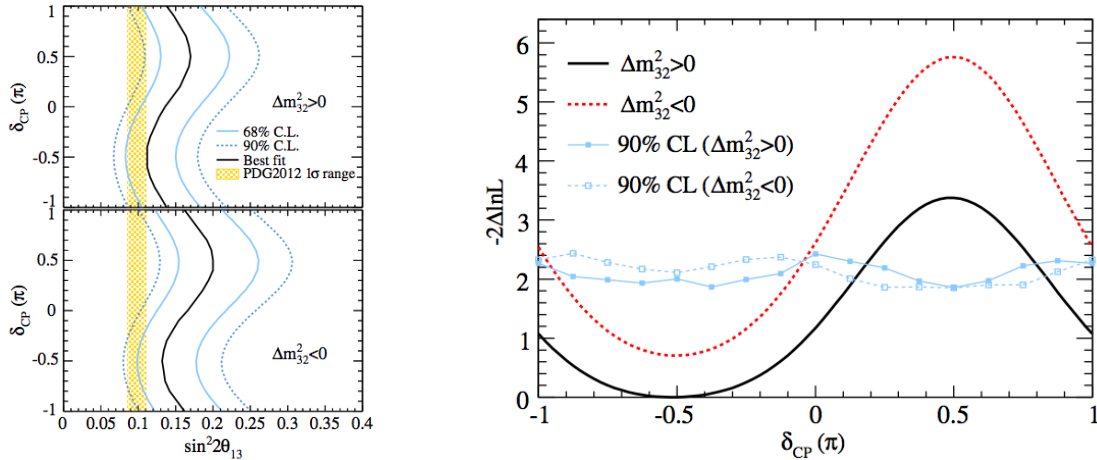 1
0.5
0
-0.5
-1
δCP (π)
Δm²32>0
68% C.L.
90% C.L.
Best fit
PDG2012 1σ range
1
0.5
0
-0.5
-1
δCP (π)
Δm²32<0
0 0.05 0.1 0.15 0.2 0.25 0.3 0.35 0.4
sin²2θ13
6
5
4
3
2
1
0
-2ΔlnL
Δm²32>0
Δm²32<0
90% CL (Δm²32>0)
90% CL (Δm²32<0)
-1 -0.5 0 0.5 1
δCP (π)